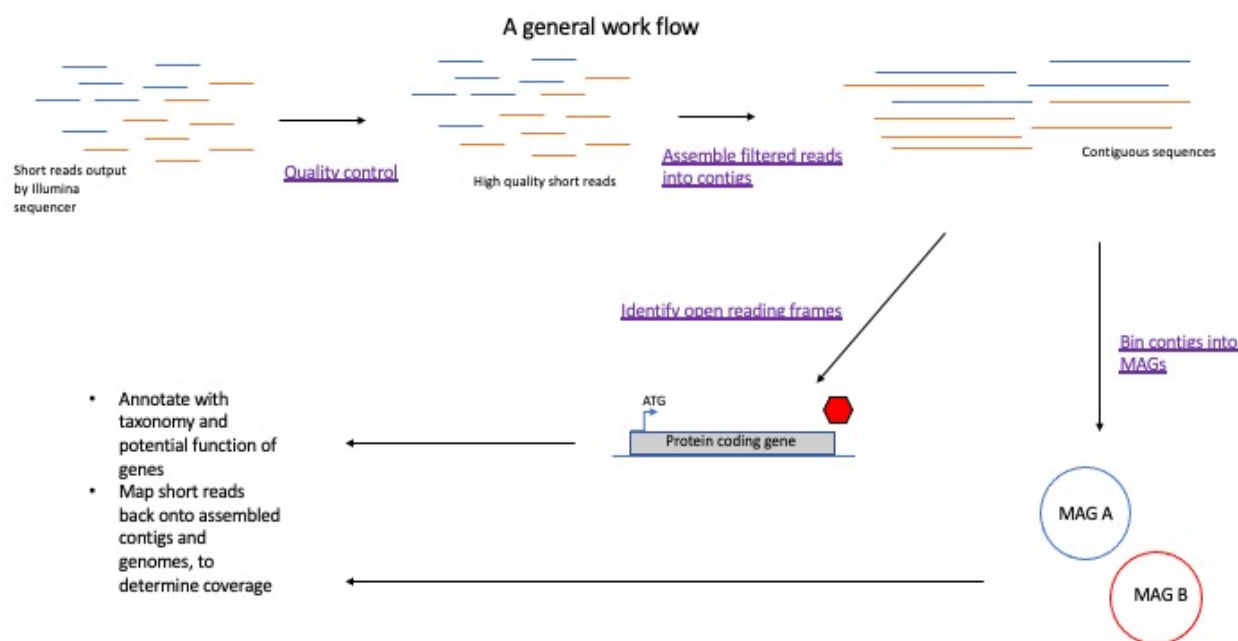 A general work flow
Short reads output
by Illumina
sequencer
Quality control
High quality short reads
Assemble filtered reads
into contigs
Contiguous sequences
Identify open reading frames
Bin contigs into
MAGs
ATG
Protein coding gene
• Annotate with
taxonomy and
potential function of
genes
• Map short reads
back onto assembled
contigs and
genomes, to
determine coverage
MAG A
MAG B